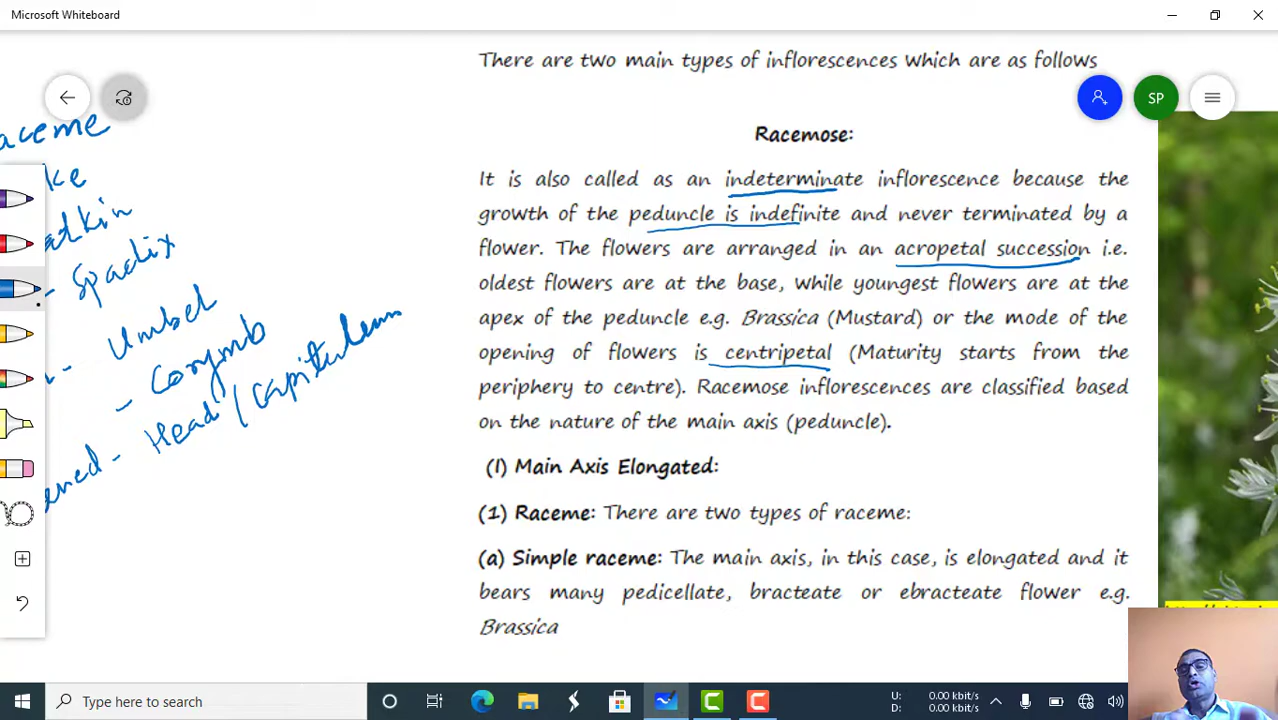 Microsoft Whiteboard
There are two main types of inflorescences which are as follows
SP
Racemose:
It is also called as an indeterminate inflorescence because the
growth of the peduncle is indefinite and never terminated by a
flower. The flowers are arranged in an acropetal succession i.e.
oldest flowers are at the base, while youngest flowers are at the
apex of the peduncle e.g. Brassica (Mustard) or the mode of the
opening of flowers is centripetal (Maturity starts from the
periphery to centre). Racemose inflorescences are classified based
on the nature of the main axis (peduncle).
(I) Main Axis Elongated:
(1) Raceme: There are two types of raceme:
(a) Simple raceme: The main axis, in this case, is elongated and it
bears many pedicellate, bracteate or ebracteate flower e.g.
Brassica
aceme
ke
atkin
- Spadix
- Umbel
- Corymb
- Head / Capitulum
Type here to search
U: 0.00 kbit/s
D: 0.00 kbit/s